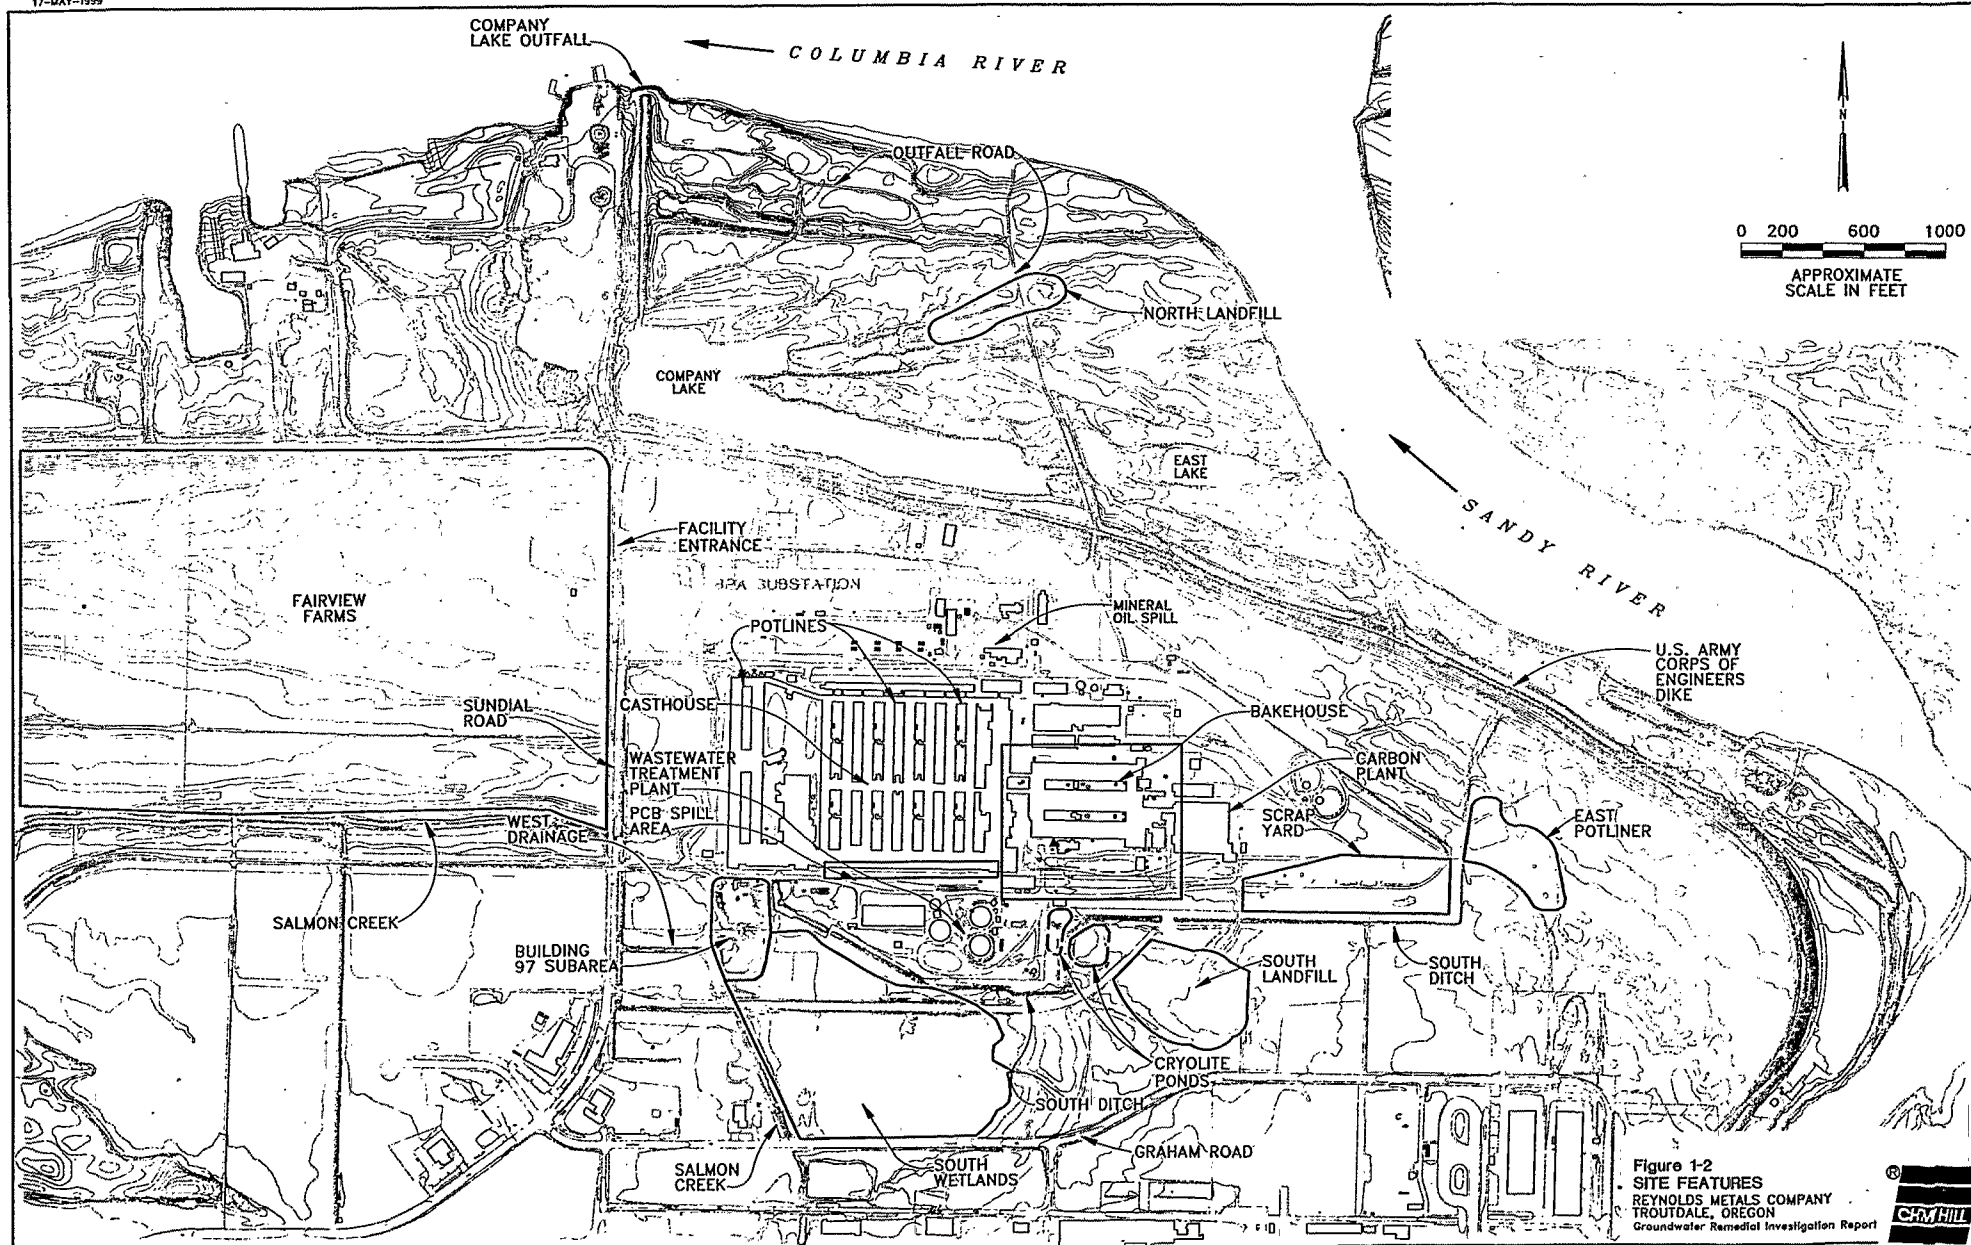 17-MAY-1999
COMPANY
LAKE OUTFALL
COLUMBIA RIVER
N
OUTFALL ROAD
0 200 600 1000
APPROXIMATE
SCALE IN FEET
NORTH LANDFILL
COMPANY
LAKE
EAST
LAKE
SANDY RIVER
FACILITY
ENTRANCE
SUBSTATION
FAIRVIEW
FARMS
MINERAL
OIL SPILL
POTLINES
U.S. ARMY
CORPS OF
ENGINEERS
DIKE
SUNDIAL
ROAD
CASTHOUSE
BAKEHOUSE
WASTEWATER
TREATMENT
PLANT
CARBON
PLANT
PCB SPILL
AREA
WEST
DRAINAGE
SCRAP
YARD
EAST
POTLINER
SALMON CREEK
BUILDING
97 SUBAREA
SOUTH
LANDFILL
SOUTH
DITCH
CRYOLITE
PONDS
SOUTH DITCH
GRAHAM ROAD
SALMON
CREEK
SOUTH
WETLANDS
Figure 1-2
SITE FEATURES
REYNOLDS METALS COMPANY
TROUTDALE, OREGON
Groundwater Remedial Investigation Report
®
CH2M HILL